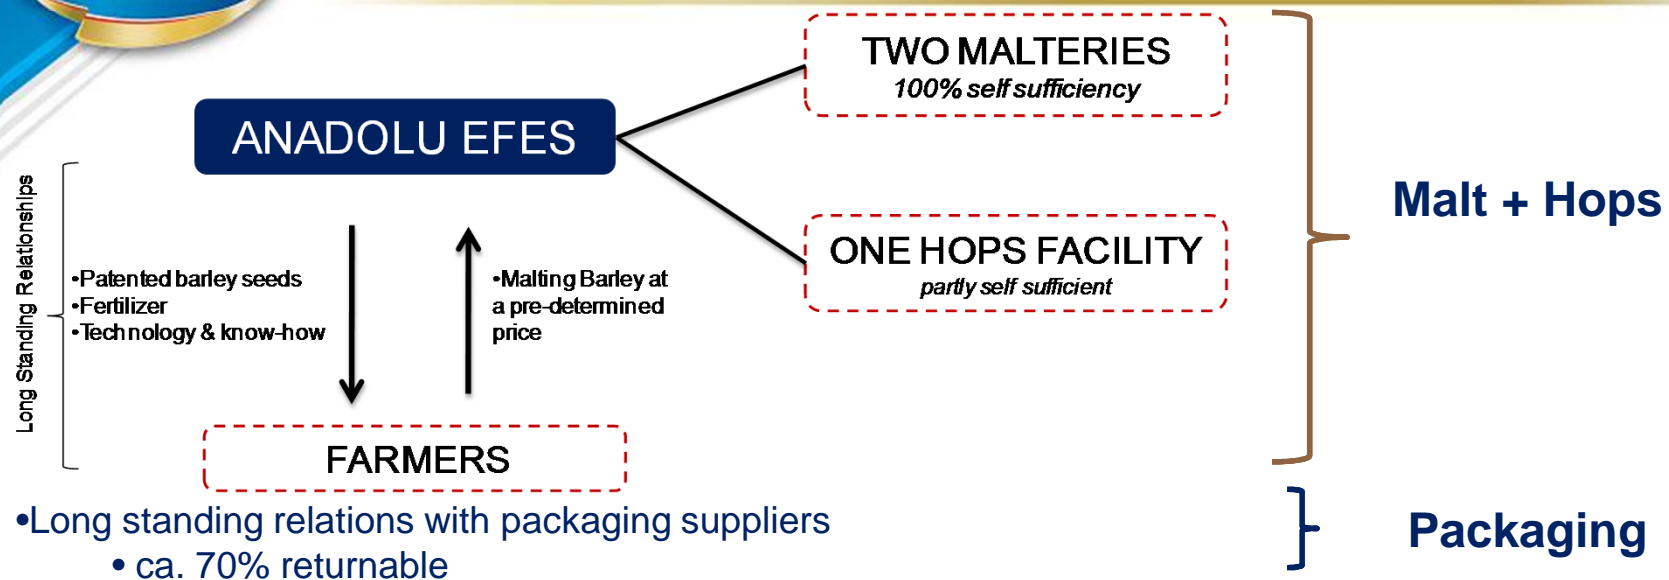 TWO MALTERIES
100% self sufficiency
ANADOLU EFES
Long Standing Relationships
Malt + Hops
ONE HOPS FACILITY
partly self sufficient
•Patented barley seeds
•Fertilizer
•Technology & know-how
•Malting Barley at
a pre-determined
price
FARMERS
•Long standing relations with packaging suppliers
• ca. 70% returnable
Packaging